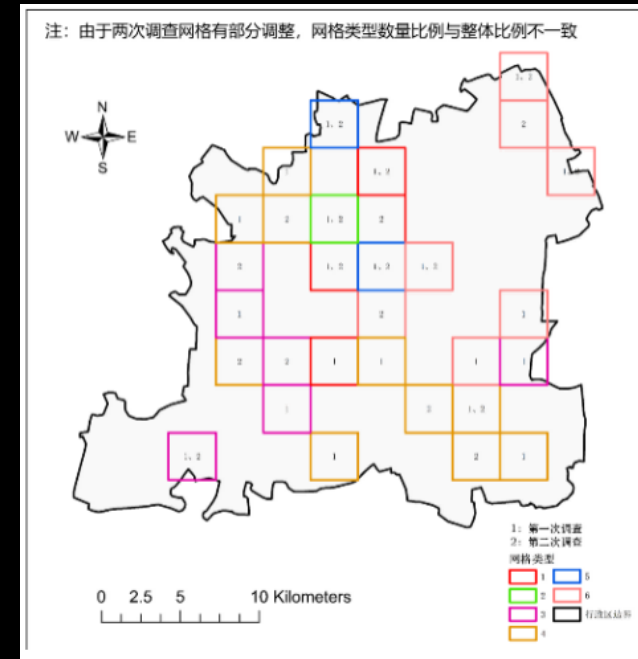 注：由于两次调查网格有部分调整，网格类型数量比例与整体比例不一致
N
W E
S
1, 2
2
1, 2
1, 2
1 2 1, 2 2
2 1, 2 1, 2 1, 2
1 2
2 2 1 1 1
1, 2
1, 2 1 2 1
1：第一次调查
2：第二次调查
网格类型
1 5
2 6
3 行政区边界
4
0 2.5 5 10 Kilometers